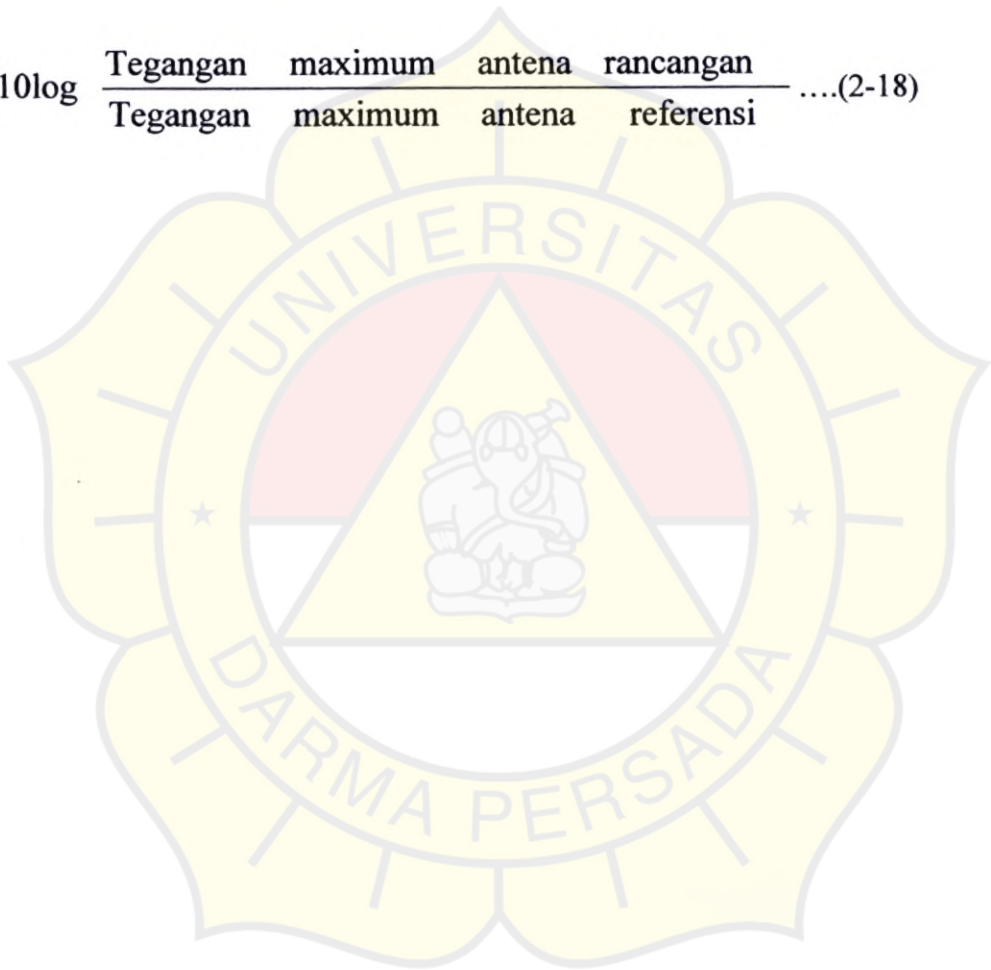 10log Tegangan maximum antena rancangan
Tegangan maximum antena referensi ....(2-18)
UNIVERSITAS
DARMA PERSADA